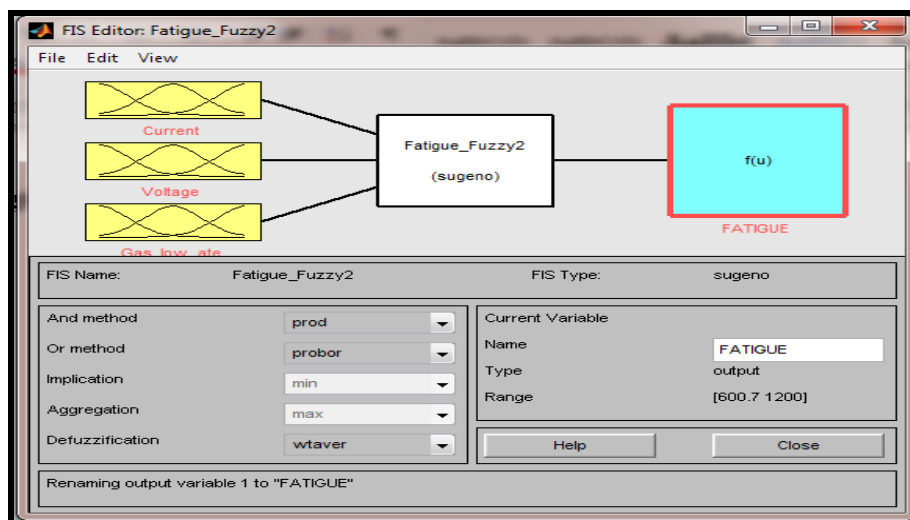 FIS Editor: Fatigue_Fuzzy2
File Edit View
Current
Voltage
Gas_low_ate
Fatigue_Fuzzy2
(sugeno)
f(u)
FATIGUE
FIS Name: Fatigue_Fuzzy2 FIS Type: sugeno
And method prod
Or method probor
Implication min
Aggregation max
Defuzzification wtaver
Current Variable
Name FATIGUE
Type output
Range [600.7 1200]
Help Close
Renaming output variable 1 to "FATIGUE"